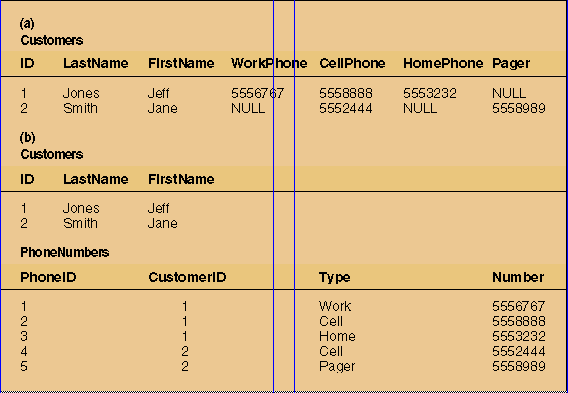 (a)
Customers
ID LastName FirstName WorkPhone CellPhone HomePhone Pager
1 Jones Jeff 5556767 5558888 5553232 NULL
2 Smith Jane NULL 5552444 NULL 5558989
(b)
Customers
ID LastName FirstName
1 Jones Jeff
2 Smith Jane
PhoneNumbers
PhoneID CustomerID Type Number
1 1 Work 5556767
2 1 Cell 5558888
3 1 Home 5553232
4 2 Cell 5552444
5 2 Pager 5558989